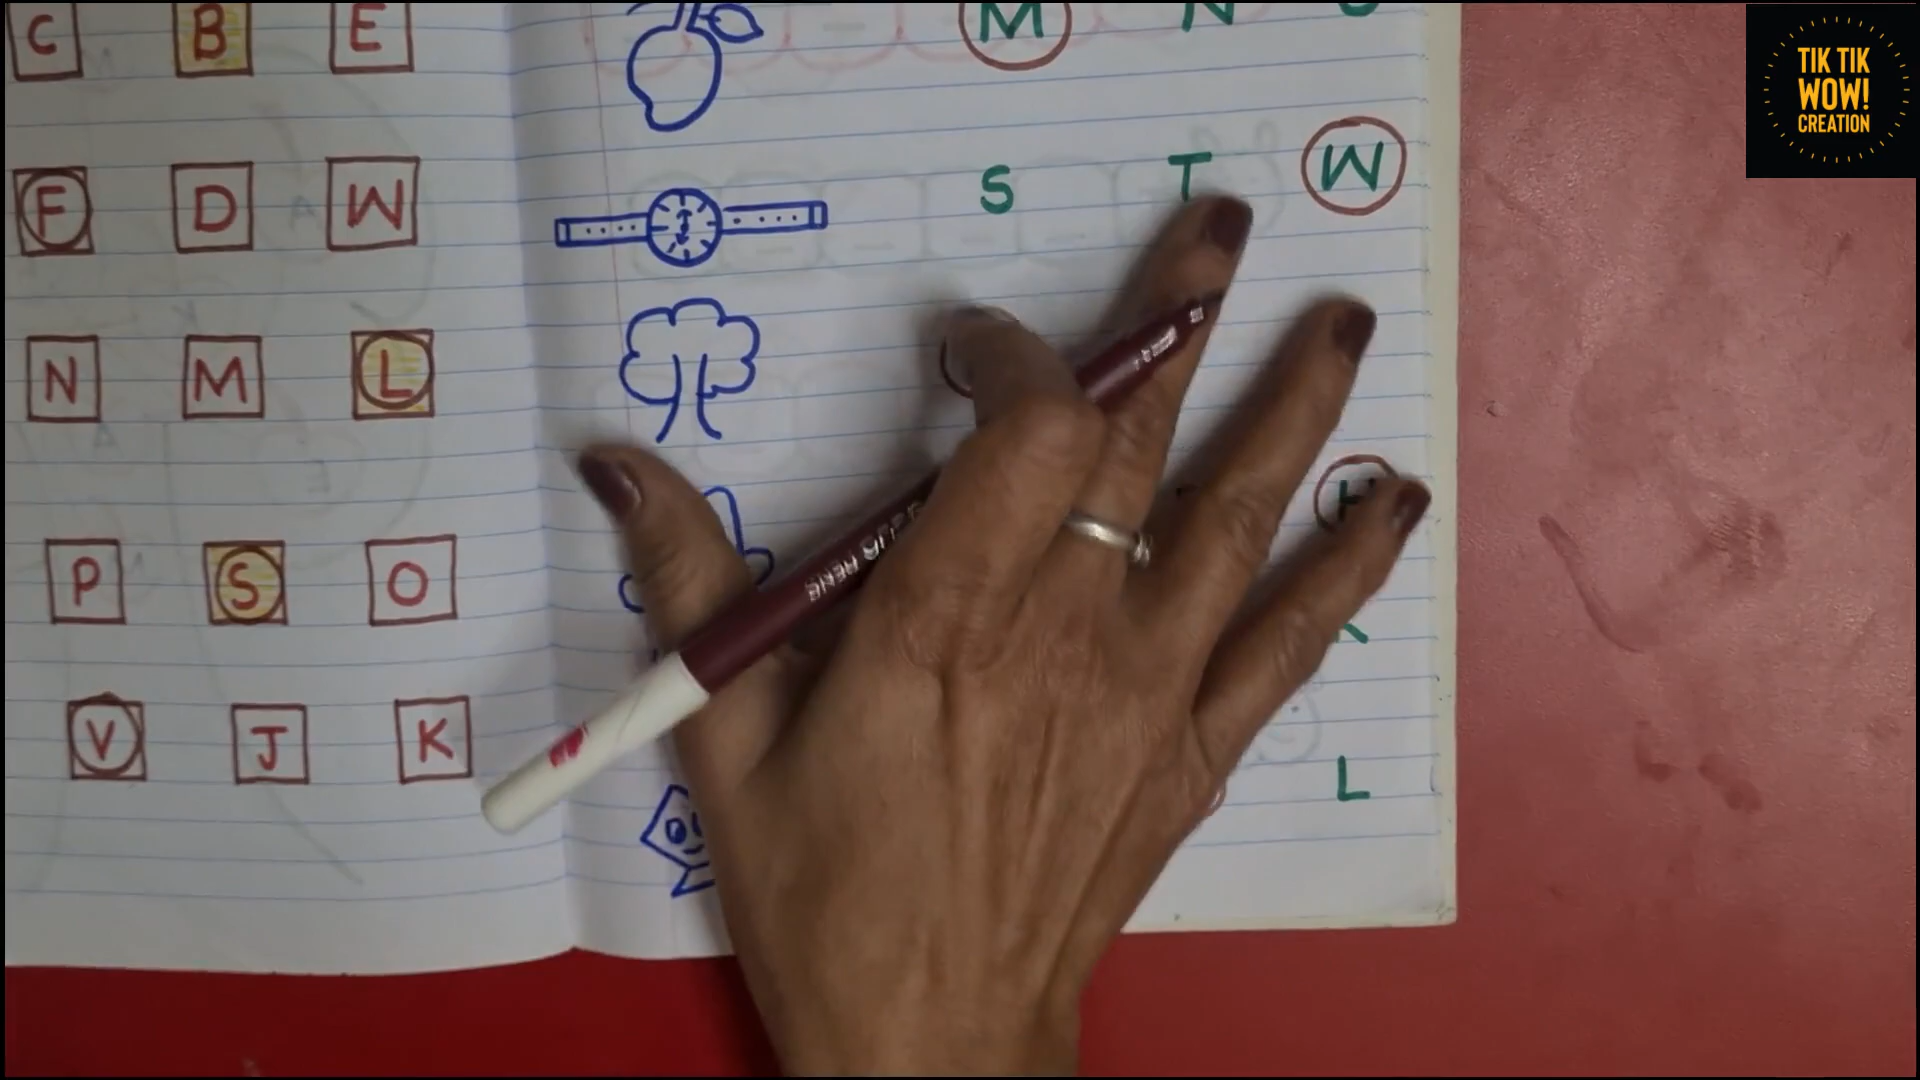 C B E
M N
F D W
S T W
N M L
H
P S O
K
V J K
L
TIK TIK
WOW!
CREATION